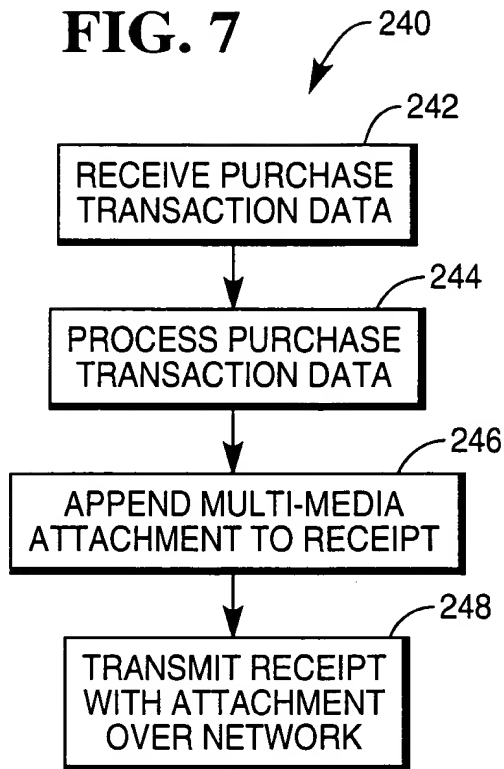 FIG. 7
240
242
RECEIVE PURCHASE
TRANSACTION DATA
244
PROCESS PURCHASE
TRANSACTION DATA
246
APPEND MULTI-MEDIA
ATTACHMENT TO RECEIPT
248
TRANSMIT RECEIPT
WITH ATTACHMENT
OVER NETWORK